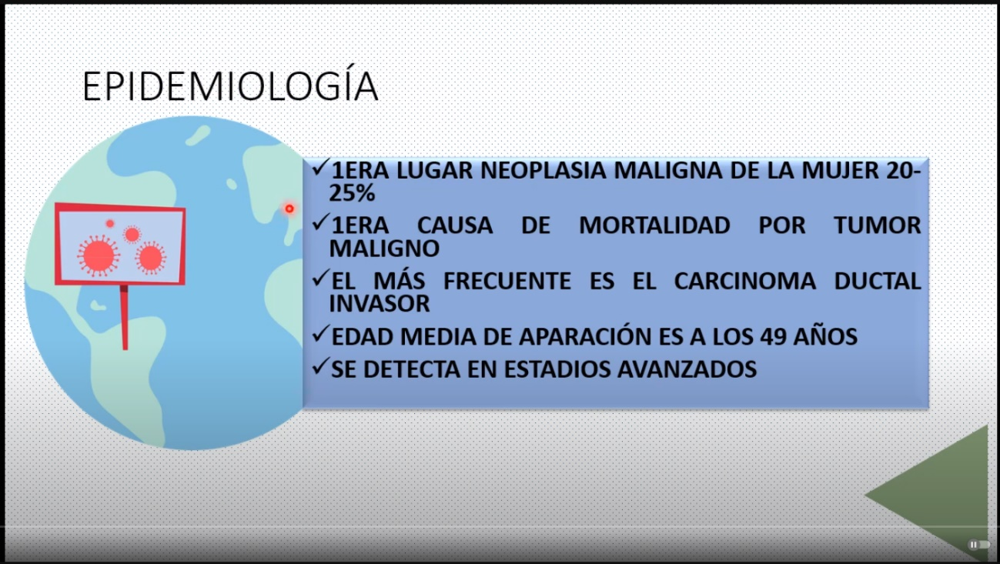 EPIDEMIOLOGÍA
✓1ERA LUGAR NEOPLASIA MALIGNA DE LA MUJER 20-
25%
✓1ERA CAUSA DE MORTALIDAD POR TUMOR
MALIGNO
✓EL MÁS FRECUENTE ES EL CARCINOMA DUCTAL
INVASOR
✓EDAD MEDIA DE APARACIÓN ES A LOS 49 AÑOS
✓SE DETECTA EN ESTADIOS AVANZADOS